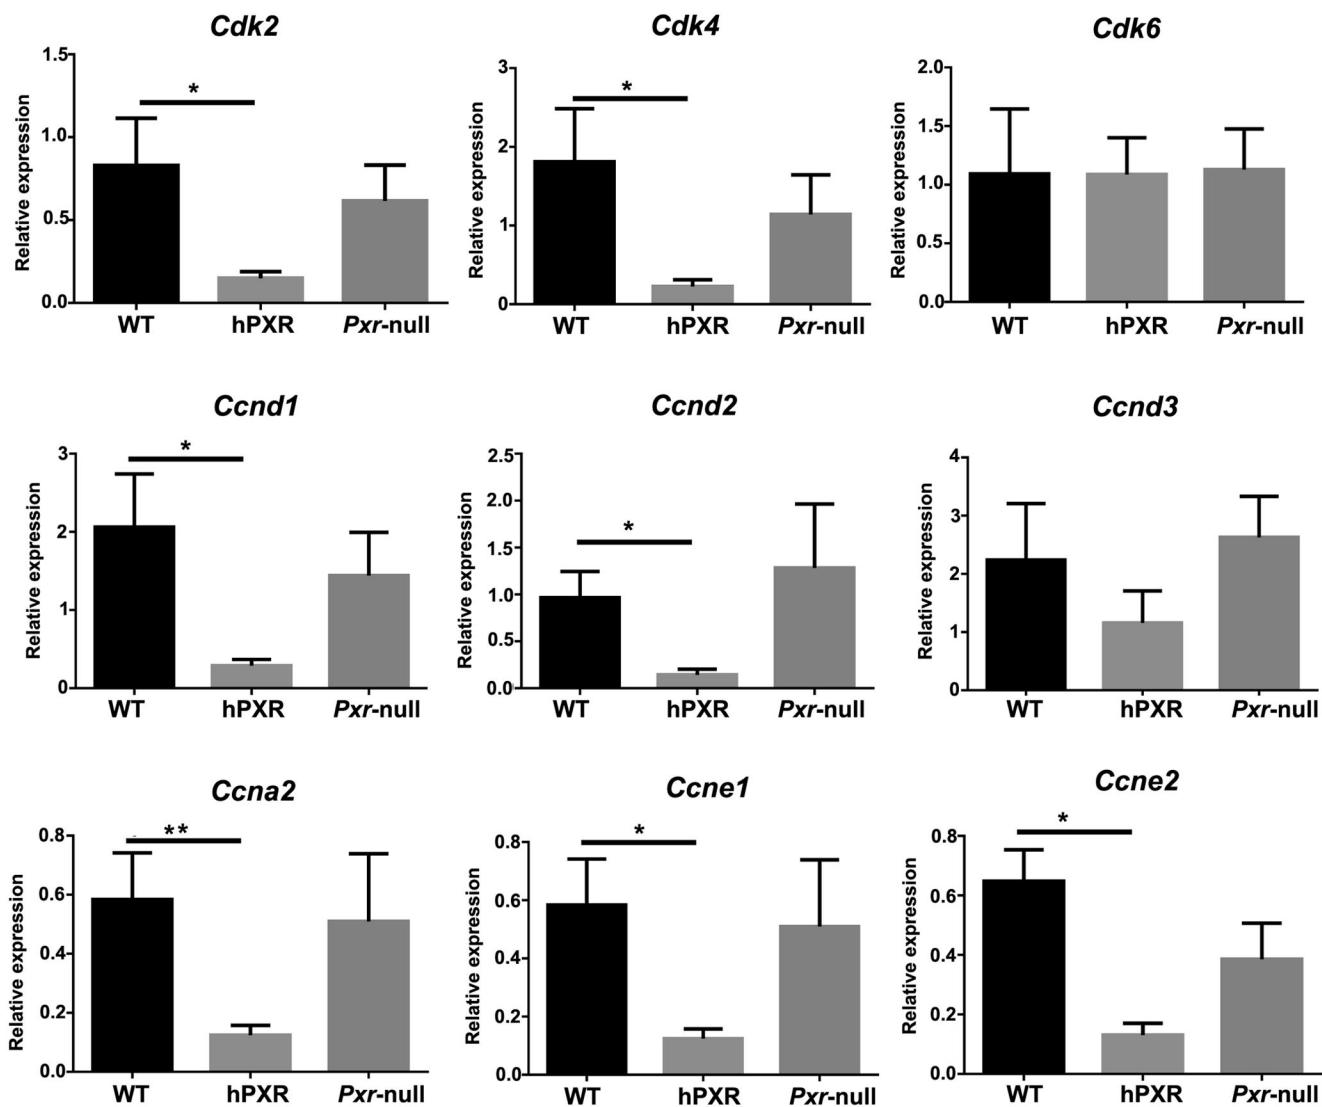 Cdk2
Relative expression
1.5
1.0
0.5
0.0
*
WT
hPXR
Pxr-null
Cdk4
Relative expression
3
2
1
0
*
WT
hPXR
Pxr-null
Cdk6
Relative expression
2.0
1.5
1.0
0.5
0.0
WT
hPXR
Pxr-null
Ccnd1
Relative expression
3
2
1
0
*
WT
hPXR
Pxr-null
Ccnd2
Relative expression
2.5
2.0
1.5
1.0
0.5
0.0
*
WT
hPXR
Pxr-null
Ccnd3
Relative expression
4
3
2
1
0
WT
hPXR
Pxr-null
Ccna2
Relative expression
0.8
0.6
0.4
0.2
0.0
**
WT
hPXR
Pxr-null
Ccne1
Relative expression
0.8
0.6
0.4
0.2
0.0
*
WT
hPXR
Pxr-null
Ccne2
Relative expression
0.8
0.6
0.4
0.2
0.0
*
WT
hPXR
Pxr-null